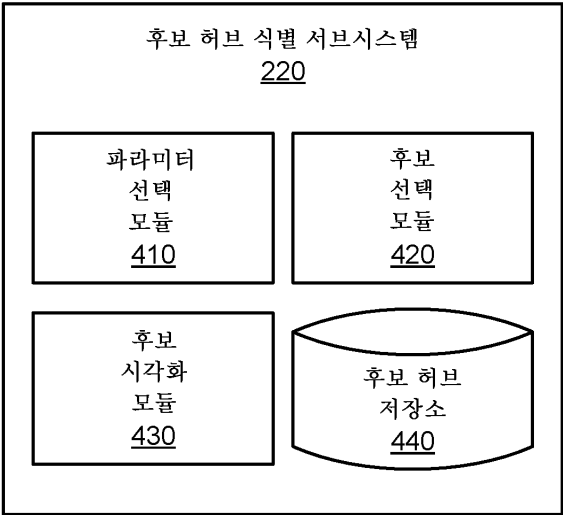 후보 허브 식별 서브시스템
220
파라미터
선택
모듈
410
후보
선택
모듈
420
후보
시각화
모듈
430
후보 허브
저장소
440